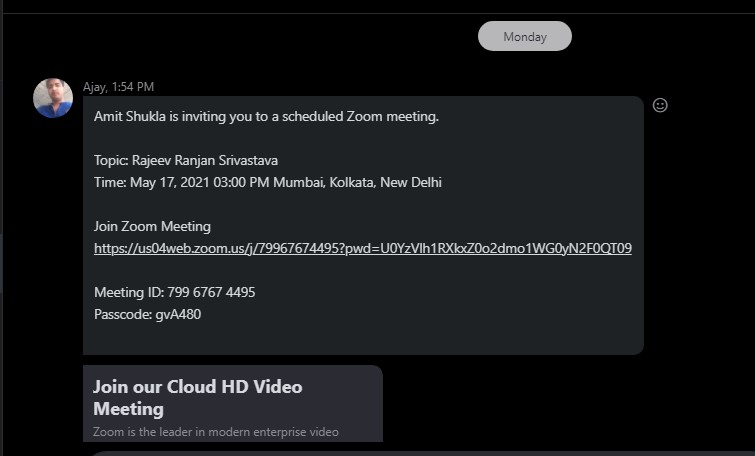 Monday
Ajay, 1:54 PM
Amit Shukla is inviting you to a scheduled Zoom meeting.
Topic: Rajeev Ranjan Srivastava
Time: May 17, 2021 03:00 PM Mumbai, Kolkata, New Delhi
Join Zoom Meeting
https://us04web.zoom.us/j/79967674495?pwd=U0YzVlh1RXkxZ0o2dmo1WG0yN2F0QT09
Meeting ID: 799 6767 4495
Passcode: gvA480
Join our Cloud HD Video
Meeting
Zoom is the leader in modern enterprise video